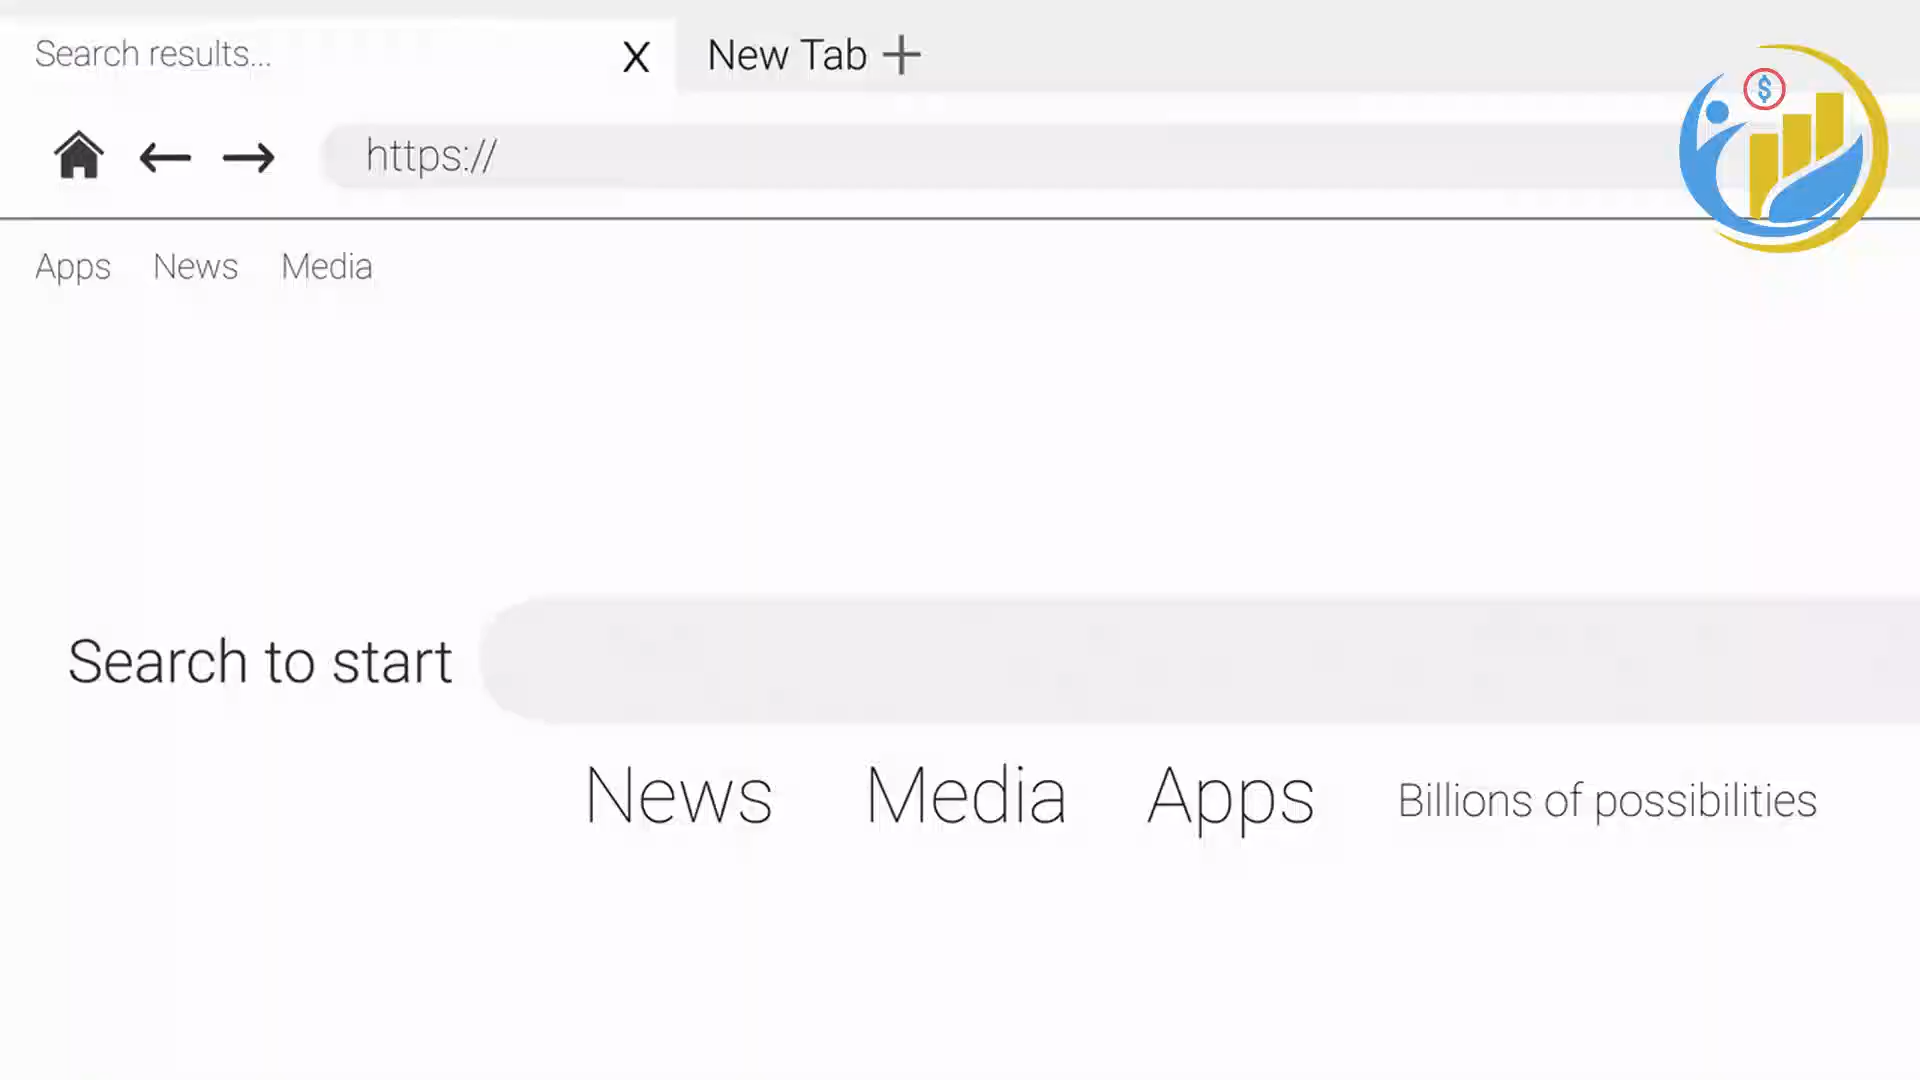 Search results...
X
New Tab +
https://
Apps News Media
Search to start
News Media Apps Billions of possibilities
$